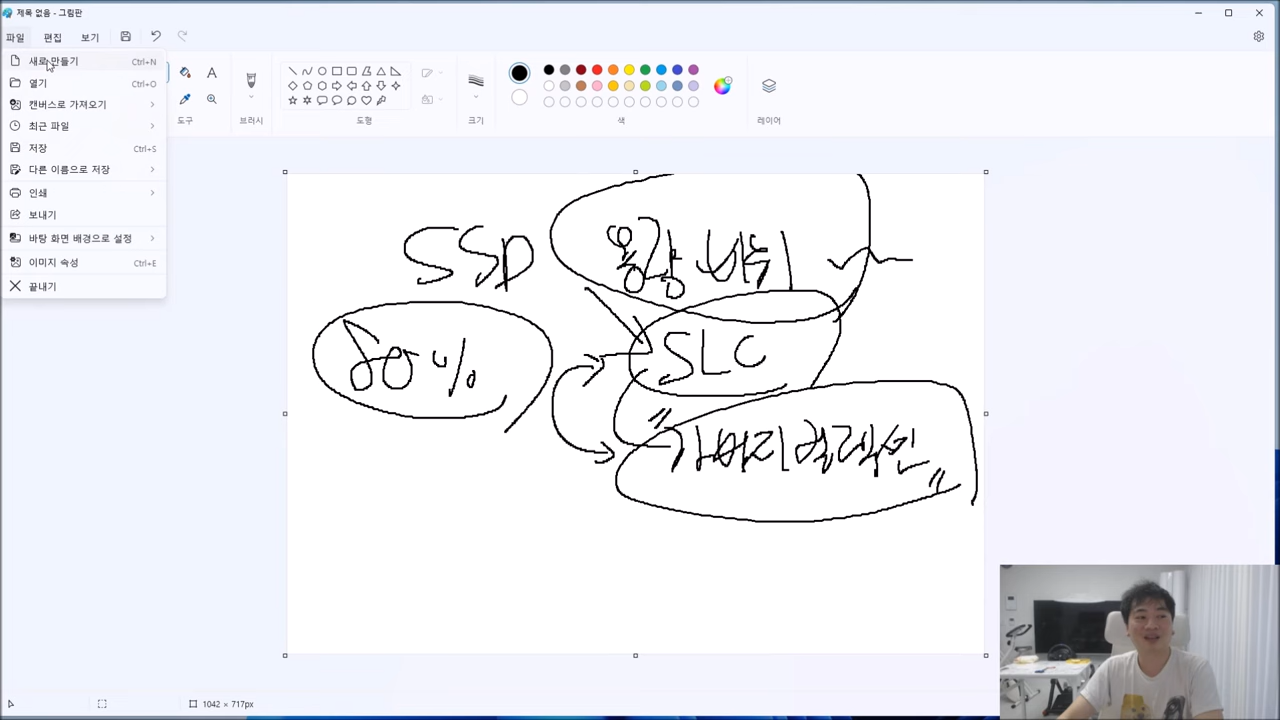 제목 없음 - 그림판
파일 편집 보기
새로 만들기 Ctrl+N
열기 Ctrl+O
캔버스로 가져오기
최근 파일
저장 Ctrl+S
다른 이름으로 저장
인쇄
보내기
바탕 화면 배경으로 설정
이미지 속성 Ctrl+E
끝내기
도구 브러시 도형 크기 색 레이어
SSD 용량
80% SLC
"가버지컬렉션"
1042 × 717px